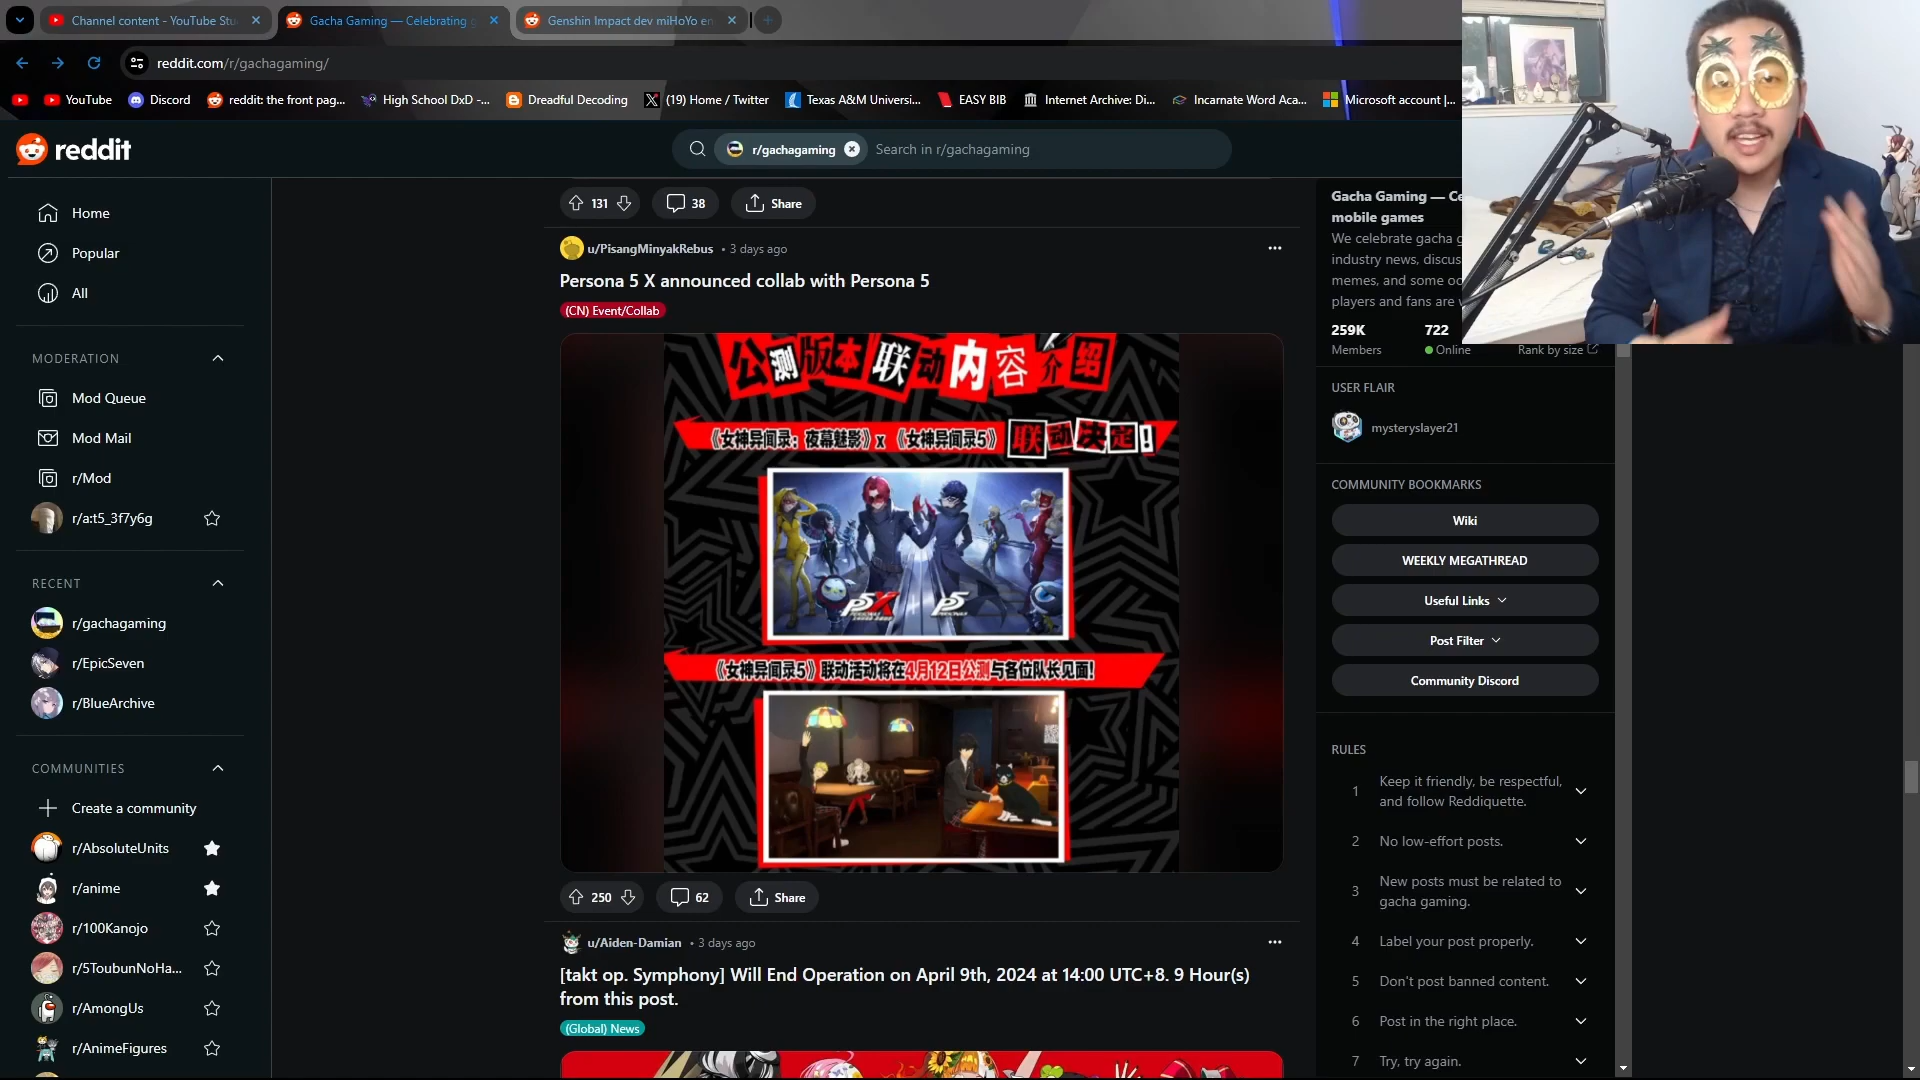 Channel content - YouTube Stu
Gacha Gaming — Celebrating g
Genshin Impact dev miHoYo en
reddit.com/r/gachagaming/
YouTube
Discord
reddit: the front pag...
High School DxD -...
Dreadful Decoding
(19) Home / Twitter
Texas A&M Universi...
EASY BIB
Internet Archive: Di...
Incarnate Word Aca...
Microsoft account |...
reddit
r/gachagaming
Search in r/gachagaming
Home
Popular
All
MODERATION
Mod Queue
Mod Mail
r/Mod
r/a:t5_3f7y6g
RECENT
r/gachagaming
r/EpicSeven
r/BlueArchive
COMMUNITIES
Create a community
r/AbsoluteUnits
r/anime
r/100Kanojo
r/5ToubunNoHa...
r/AmongUs
r/AnimeFigures
131
38
Share
u/PisangMinyakRebus • 3 days ago
Persona 5 X announced collab with Persona 5
(CN) Event/Collab
公测版本联动内容介绍
《女神异闻录：夜幕魅影》x《女神异闻录5》联动决定！
P5X
P5
《女神异闻录5》联动活动将在4月12日公测与各位队长见面！
250
62
Share
u/Aiden-Damian • 3 days ago
[takt op. Symphony] Will End Operation on April 9th, 2024 at 14:00 UTC+8. 9 Hour(s)
from this post.
(Global) News
Gacha Gaming — Ce
mobile games
We celebrate gacha g
industry news, discus
memes, and some oc
players and fans are
259K
722
Members
Online
Rank by size
USER FLAIR
mysteryslayer21
COMMUNITY BOOKMARKS
Wiki
WEEKLY MEGATHREAD
Useful Links
Post Filter
Community Discord
RULES
1 Keep it friendly, be respectful,
and follow Reddiquette.
2 No low-effort posts.
3 New posts must be related to
gacha gaming.
4 Label your post properly.
5 Don't post banned content.
6 Post in the right place.
7 Try, try again.